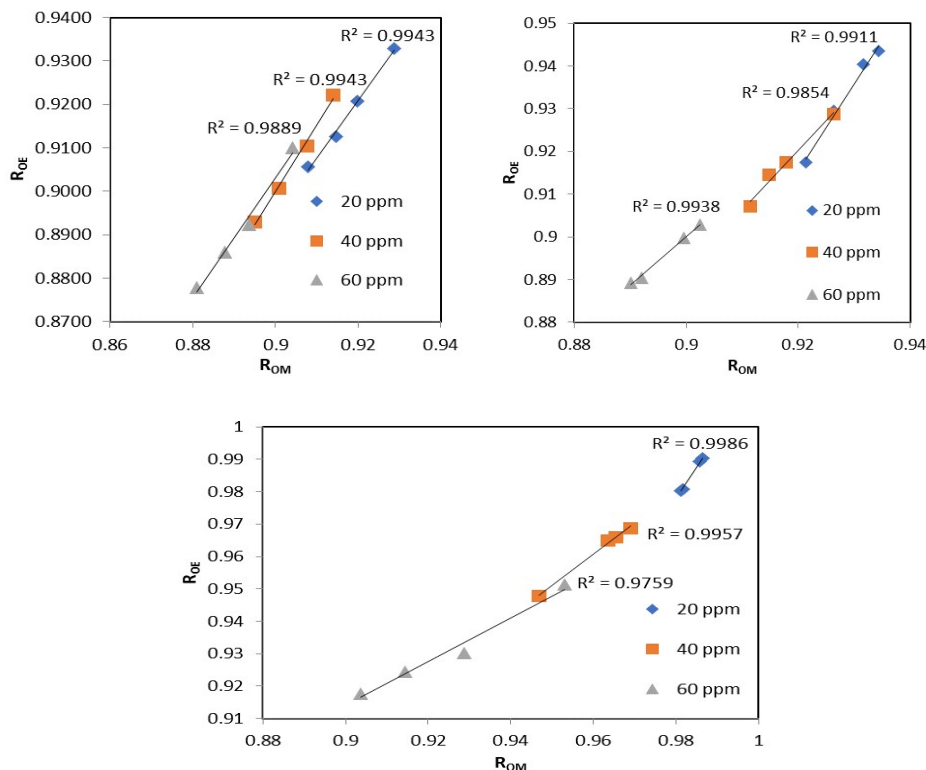 0.9400
0.9300
0.9200
0.9100
0.9000
0.8900
0.8800
0.8700
R_OE
R² = 0.9943
R² = 0.9943
R² = 0.9889
20 ppm
40 ppm
60 ppm
0.86 0.88 0.9 0.92 0.94
R_OM
0.95
0.94
0.93
0.92
0.91
0.9
0.89
0.88
R_OE
R² = 0.9911
R² = 0.9854
R² = 0.9938
20 ppm
40 ppm
60 ppm
0.88 0.9 0.92 0.94
R_OM
1
0.99
0.98
0.97
0.96
0.95
0.94
0.93
0.92
0.91
R_OE
R² = 0.9986
R² = 0.9957
R² = 0.9759
20 ppm
40 ppm
60 ppm
0.88 0.9 0.92 0.94 0.96 0.98 1
R_OM